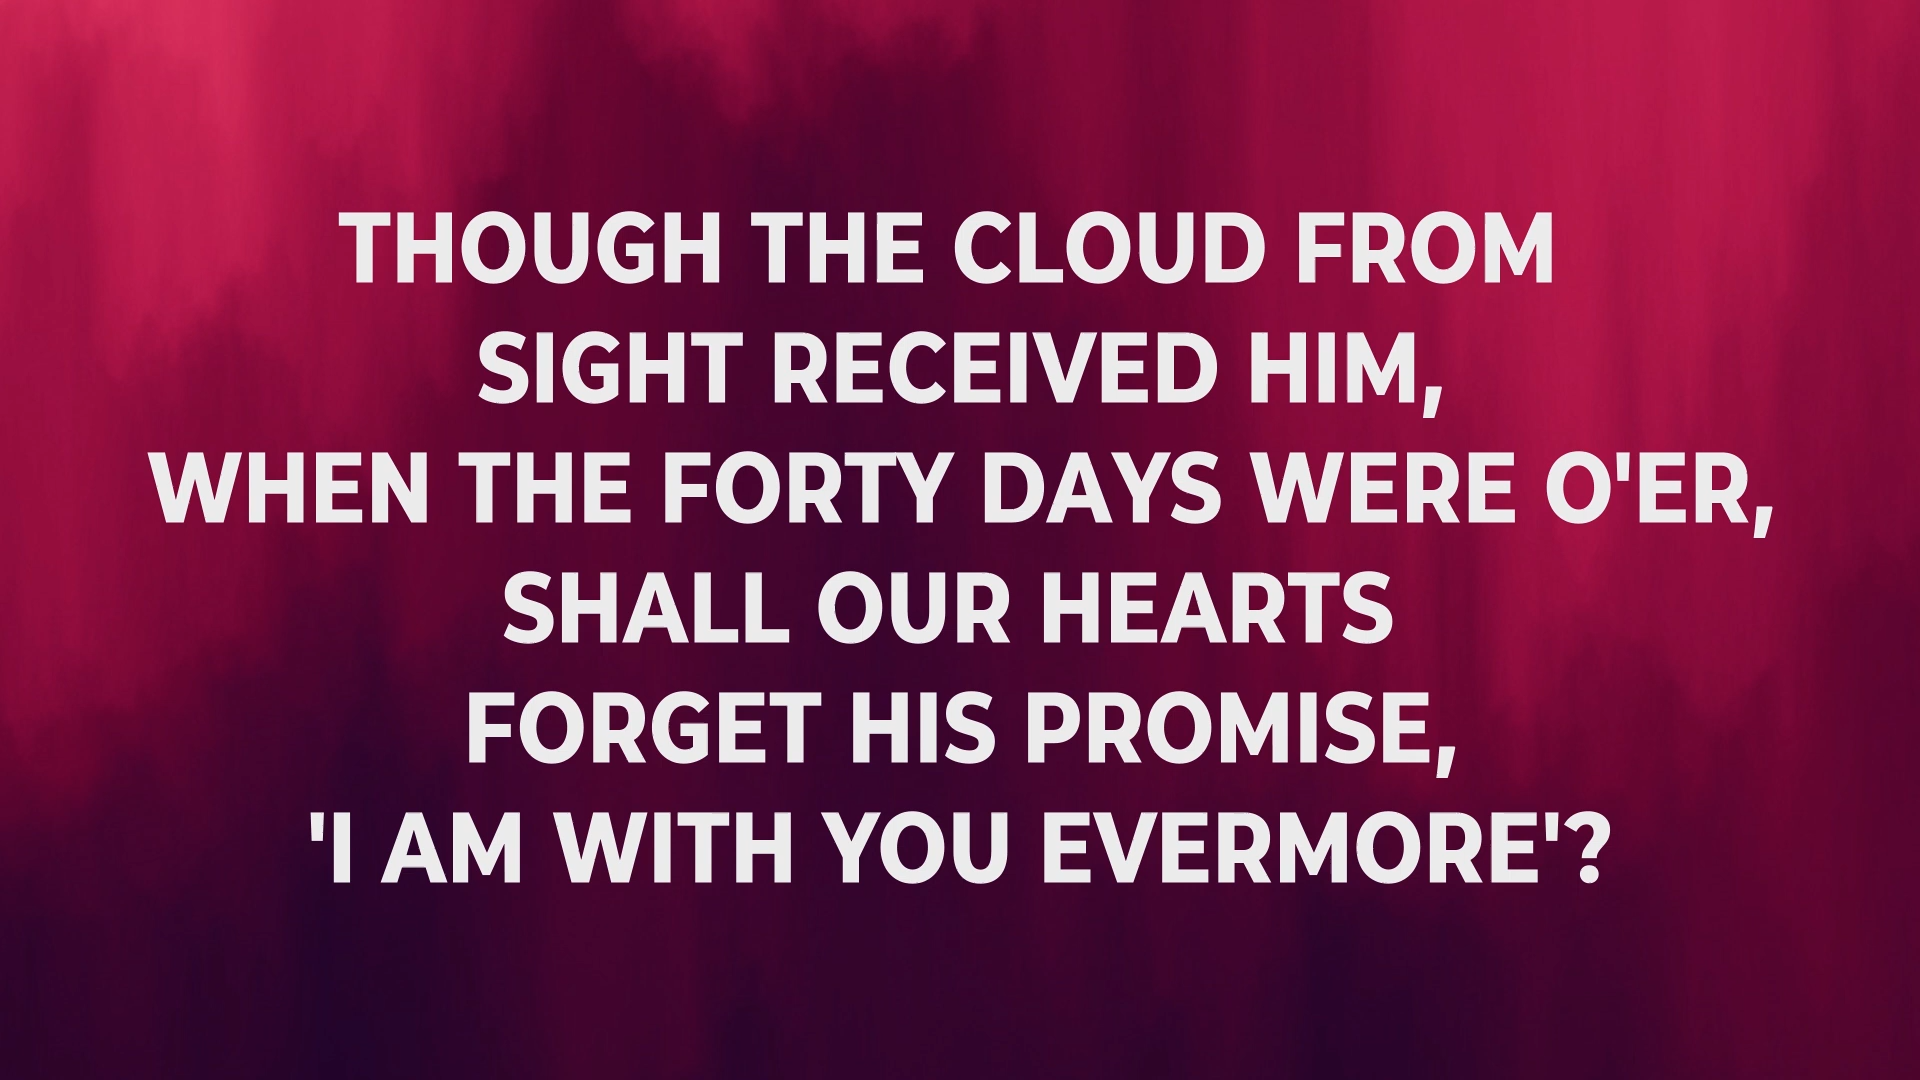 THOUGH THE CLOUD FROM
SIGHT RECEIVED HIM,
WHEN THE FORTY DAYS WERE O'ER,
SHALL OUR HEARTS
FORGET HIS PROMISE,
'I AM WITH YOU EVERMORE'?